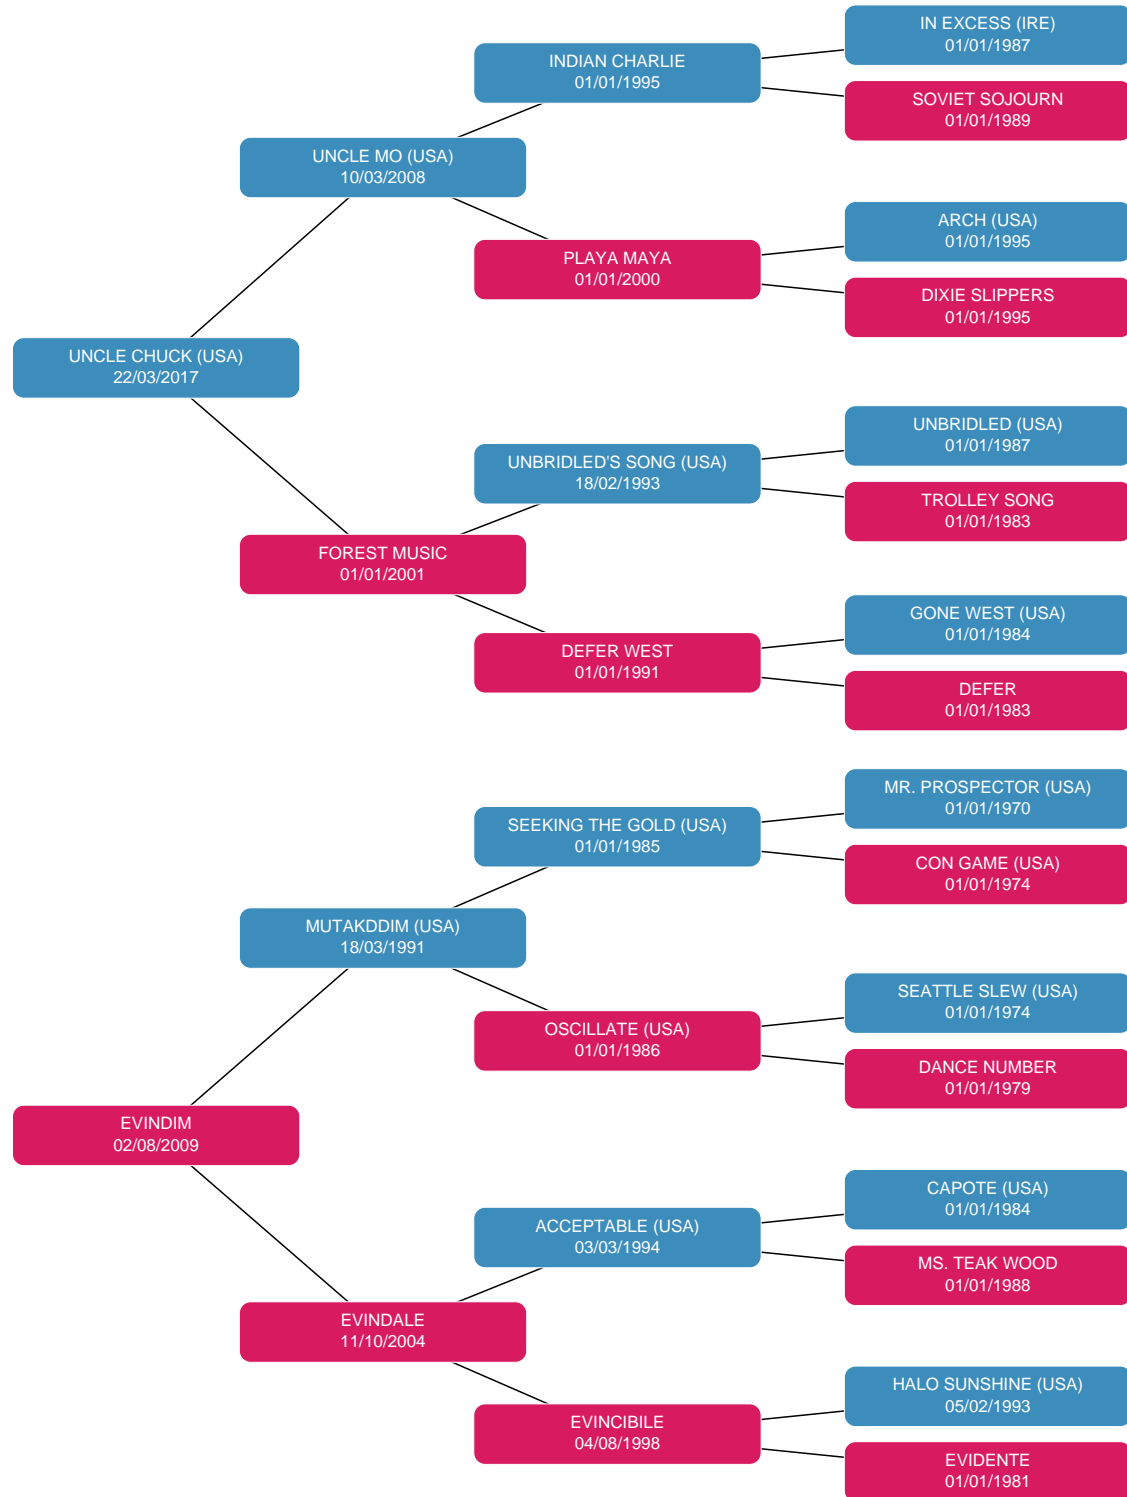 IN EXCESS (IRE)
01/01/1987
INDIAN CHARLIE
01/01/1995
SOVIET SOJOURN
01/01/1989
UNCLE MO (USA)
10/03/2008
ARCH (USA)
01/01/1995
PLAYA MAYA
01/01/2000
DIXIE SLIPPERS
01/01/1995
UNCLE CHUCK (USA)
22/03/2017
UNBRIDLED (USA)
01/01/1987
UNBRIDLED'S SONG (USA)
18/02/1993
TROLLEY SONG
01/01/1983
FOREST MUSIC
01/01/2001
GONE WEST (USA)
01/01/1984
DEFER WEST
01/01/1991
DEFER
01/01/1983
MR. PROSPECTOR (USA)
01/01/1970
SEEKING THE GOLD (USA)
01/01/1985
CON GAME (USA)
01/01/1974
MUTAKDDIM (USA)
18/03/1991
SEATTLE SLEW (USA)
01/01/1974
OSCILLATE (USA)
01/01/1986
DANCE NUMBER
01/01/1979
EVINDIM
02/08/2009
CAPOTE (USA)
01/01/1984
ACCEPTABLE (USA)
03/03/1994
MS. TEAK WOOD
01/01/1988
EVINDALE
11/10/2004
HALO SUNSHINE (USA)
05/02/1993
EVINCIBILE
04/08/1998
EVIDENTE
01/01/1981